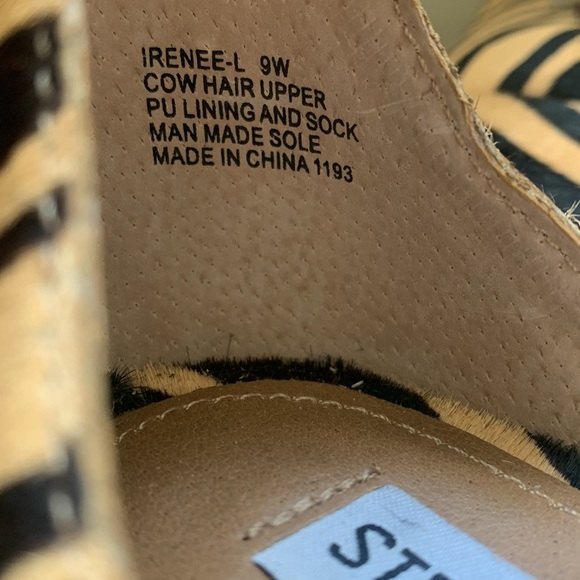 IRENEE-L 9W
COW HAIR UPPER
PU LINING AND SOCK
MAN MADE SOLE
MADE IN CHINA 1193